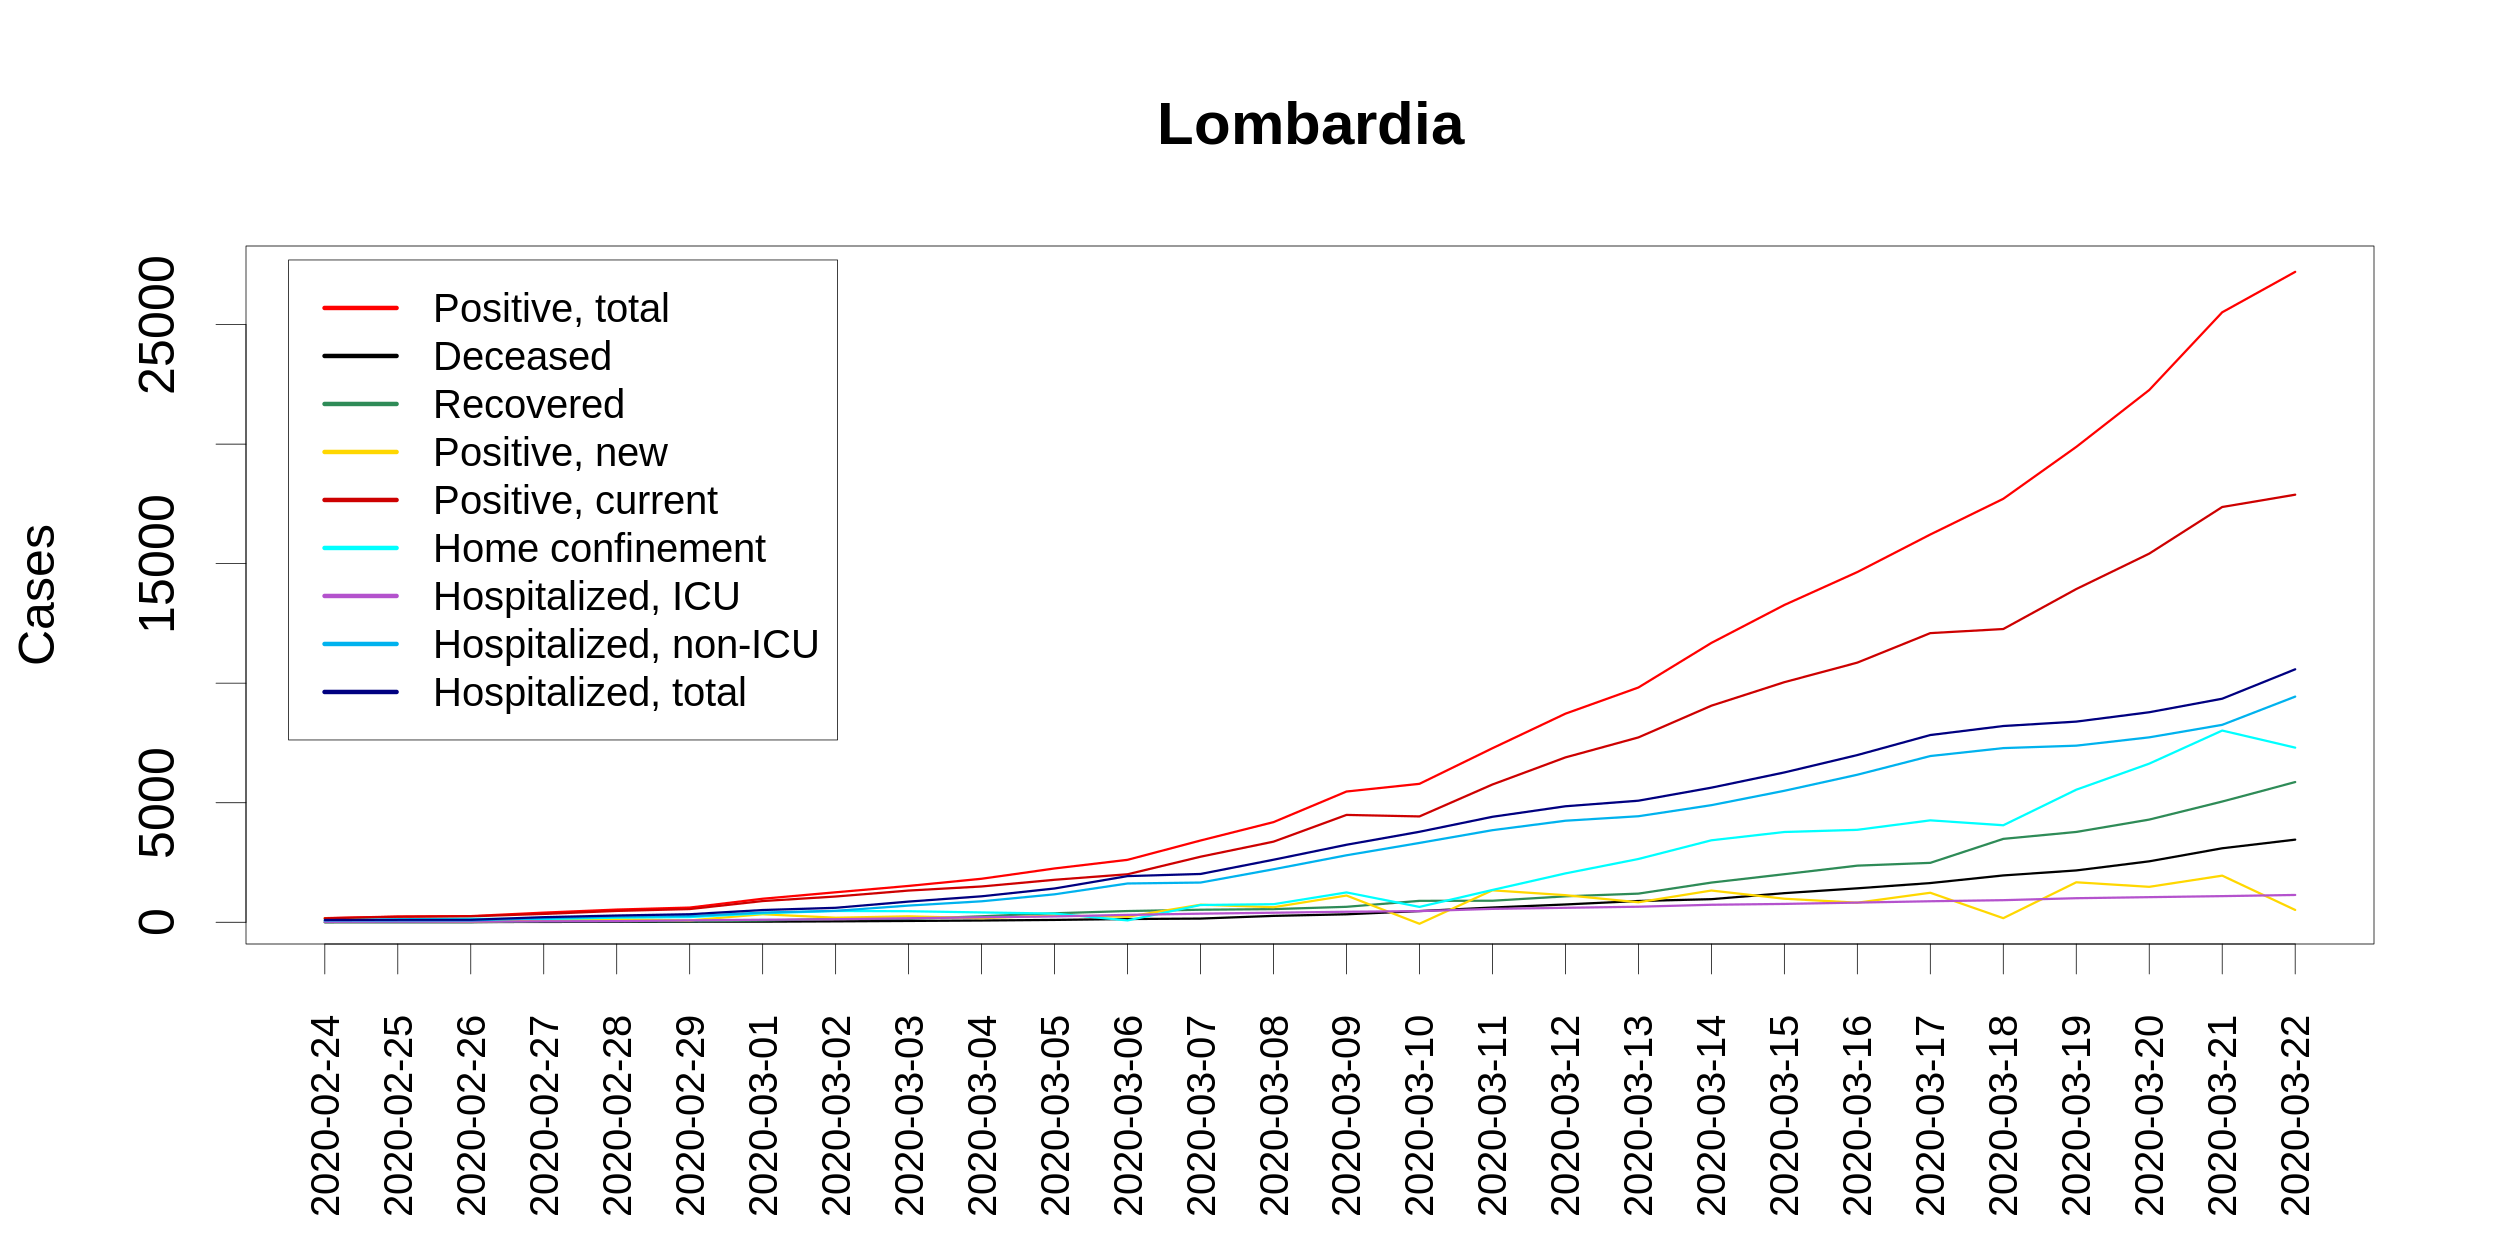 Lombardia
Cases
25000
15000
5000
0
Positive, total
Deceased
Recovered
Positive, new
Positive, current
Home confinement
Hospitalized, ICU
Hospitalized, non-ICU
Hospitalized, total
2020-02-24
2020-02-25
2020-02-26
2020-02-27
2020-02-28
2020-02-29
2020-03-01
2020-03-02
2020-03-03
2020-03-04
2020-03-05
2020-03-06
2020-03-07
2020-03-08
2020-03-09
2020-03-10
2020-03-11
2020-03-12
2020-03-13
2020-03-14
2020-03-15
2020-03-16
2020-03-17
2020-03-18
2020-03-19
2020-03-20
2020-03-21
2020-03-22